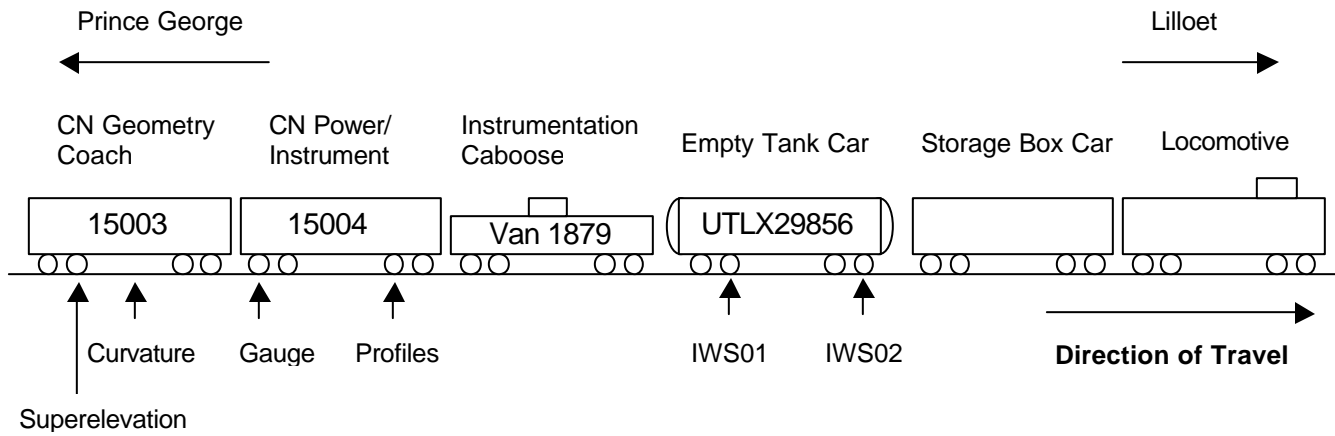 Prince George
Lilloet
CN Geometry
Coach
CN Power/
Instrument
Instrumentation
Caboose
Empty Tank Car
Storage Box Car
Locomotive
15003
15004
Van 1879
UTLX29856
Curvature
Gauge
Profiles
IWS01
IWS02
Direction of Travel
Superelevation